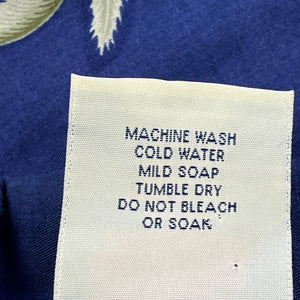 MACHINE WASH
COLD WATER
MILD SOAP
TUMBLE DRY
DO NOT BLEACH
OR SOAK